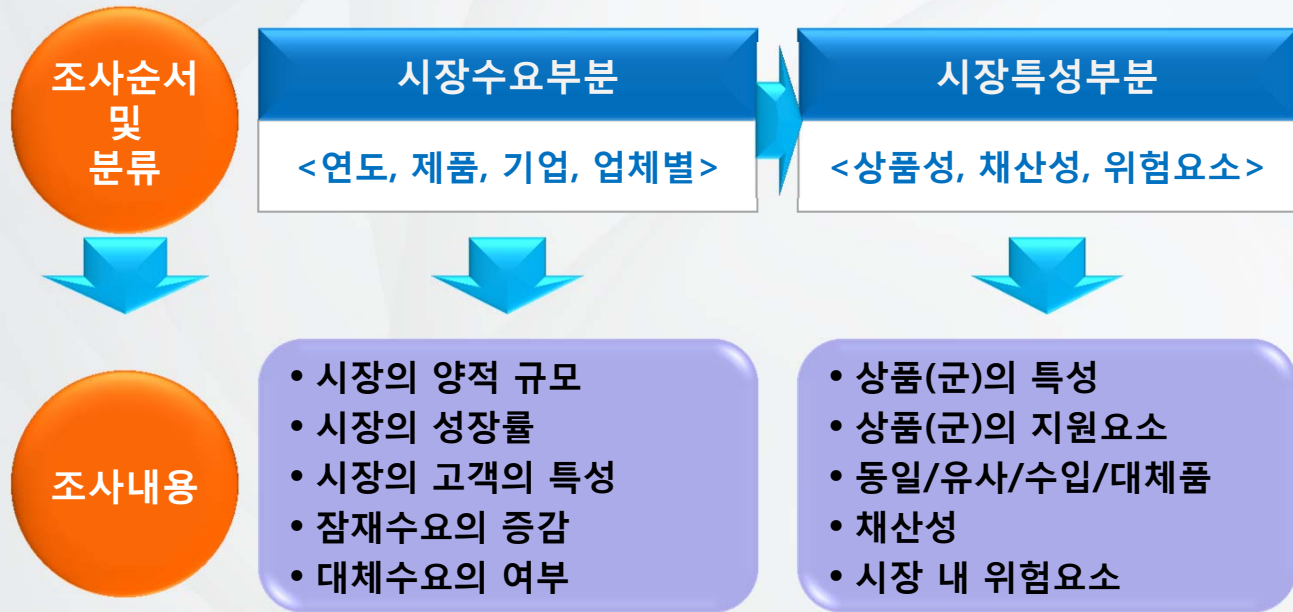 조사순서
및
분류
시장수요부분
<연도, 제품, 기업, 업체별>
시장특성부분
<상품성, 채산성, 위험요소>
조사내용
• 시장의 양적 규모
• 시장의 성장률
• 시장의 고객의 특성
• 잠재수요의 증감
• 대체수요의 여부
• 상품(군)의 특성
• 상품(군)의 지원요소
• 동일/유사/수입/대체품
• 채산성
• 시장 내 위험요소